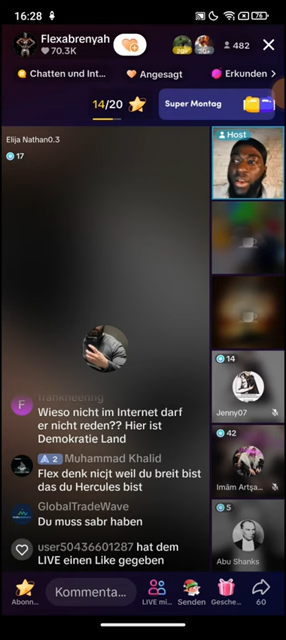 16:28
76
Flexabrenyah
70.3K
482
Chatten und Int...
Angesagt
Erkunden
14/20
Super Montag
Elija Nathan0.3
17
Host
frankheering
F
Wieso nicht im Internet darf
er nicht reden?? Hier ist
Demokratie Land
2 Muhammad Khalid
Flex denk nicjt weil du breit bist
das du Hercules bist
GlobalTradeWave
Du muss sabr haben
user50436601287 hat dem
LIVE einen Like gegeben
14
Jenny07
42
Imām Artşa...
5
Abu Shanks
Abonn...
Kommenta...
LIVE mi...
Senden
Gesche...
60